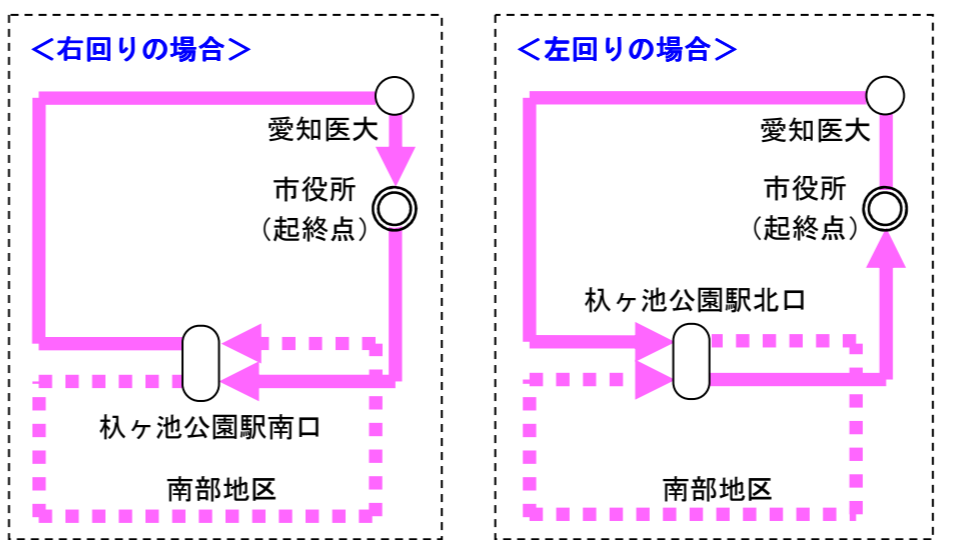 ＜右回りの場合＞
愛知医大
市役所
（起終点）
杁ヶ池公園駅南口
南部地区
＜左回りの場合＞
愛知医大
市役所
（起終点）
杁ヶ池公園駅北口
南部地区